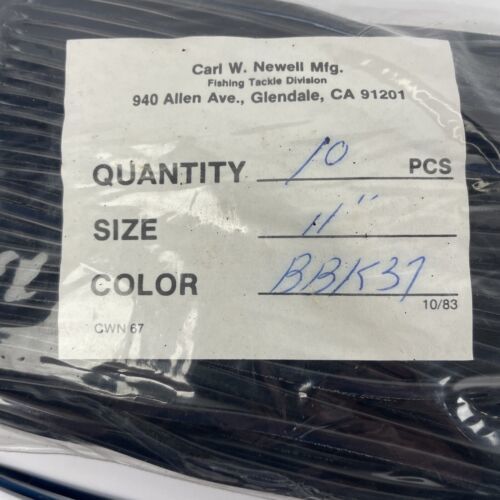 Carl W. Newell Mfg.
Fishing Tackle Division
940 Allen Ave., Glendale, CA 91201
QUANTITY 10 PCS
SIZE 11"
COLOR BBK37
10/83
CWN 67